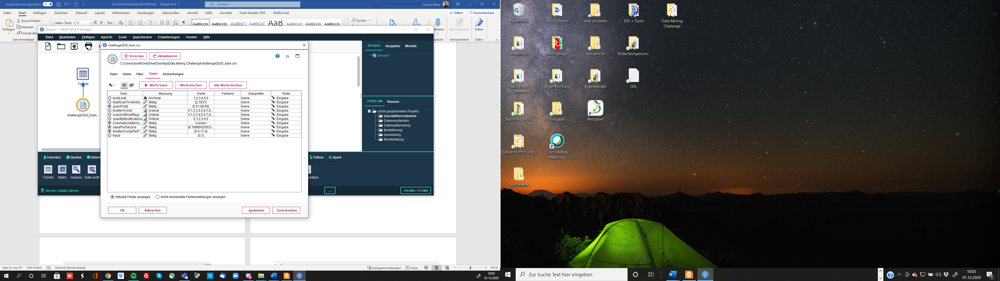 Automatisches Speichern
Zusammenfassung Data Mining - Gespeichert
Suchen
Florian Rabe
Datei Start Einfügen Zeichnen Entwurf Layout Referenzen Sendungen Überprüfen Ansicht Hilfe Acrobat Foxit Reader PDF Bildformat
Teilen Kommentare
Einfügen
Ausschneiden
Kopieren
Format übe
Zwischenablage
Calibri (Textk 11
AaBbCcDc AaBbCcDc AaBbCc AaBbCcD AaB AaBbCcD AaBbCcDc AaBbCcDc AaBbCcDc
Suchen
iktieren
Vertraulichkeit
Editor
prache Vertraulichkeit Editor
Stream1* - IBM® SPSS® Modeler
Datei Bearbeiten Einfügen Ansicht Tools Superknoten Erweiterungen Fenster Hilfe
Tabelle
challenge2020_train...
challenge2020_train.csv
Vorschau Aktualisieren
C:\Users\rabef\OneDrive\Desktop\Data Mining Challenge\challenge2020_train.csv
Datei Daten Filter Typen Anmerkungen
Werte lesen Werte löschen Alle Werte löschen
Feld Messung Werte Fehlend Überprüfen Rolle
trustLevel Nominal 1,2,3,4,5,6 Keine Eingabe
totalScanTimeInSe... Stetig [2,1831] Keine Eingabe
grandTotal Stetig [0.01,99.96] Keine Eingabe
lineItemVoids Ordinal 0,1,2,3,4,5,6,7,8,... Keine Eingabe
scansWithoutRegi... Ordinal 0,1,2,3,4,5,6,7,8,... Keine Eingabe
quantityModifications Ordinal 0,1,2,3,4,5 Keine Eingabe
scannedLineItems... Stetig <Lesen> Keine Eingabe
valuePerSecond Stetig [6.78886625933... Keine Eingabe
lineItemVoidsPerP... Stetig [0.0,11.0] Keine Eingabe
fraud Stetig [0,1] Keine Eingabe
Aktuelle Felder anzeigen Nicht verwendete Feldeinstellungen anzeigen
OK Abbrechen Anwenden Zurücksetzen
Streams Ausgaben Modelle
Stream1
CRISP-DM Klassen
(nicht gespeichertes Projekt)
Geschäftsverständnis
Datenverständnis
Datenaufbereitung
Modellierung
Auswertung
Bereitstellung
Favoriten Quellen Datens
Python Spark
Tabelle Matrix Analyse Data Audit
ulation
Server: Lokaler Server
...
166 MB / 175 MB
Seite 41 von 97 838 Wörter Deutsch (Deutschland)
Anzeigeeinstellungen Fokus
100 %
10:03
01.12.2020
Papierkorb
Alle Dateien
web-projekte
IDE + Tools
Data Mining
Challenge
Screenshots
SonstigeApps
Sempercon
BilderSempercon...
Hausarbeit
E-Commerce
BilderTestShop
EigeneBilder
OFL
NethinksLayout
Freigabe
Pentablet
DateienzumDrucke...
Cisco Webex
Meetings
Dokumente
Zur Suche Text hier eingeben
10:03
01.12.2020